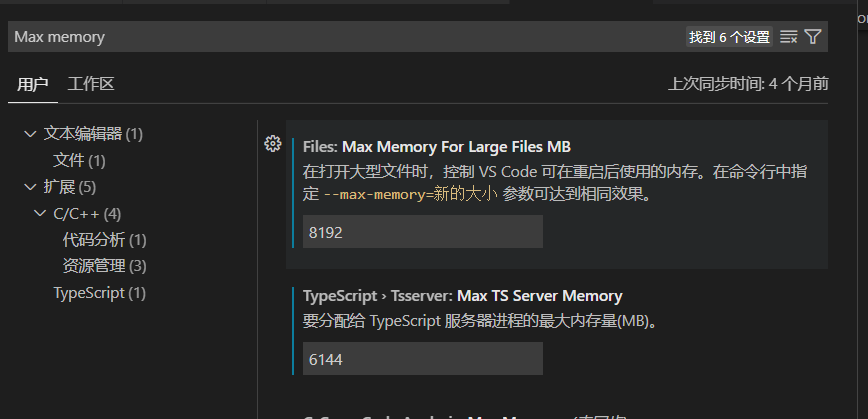 Max memory
找到 6 个设置
用户
工作区
上次同步时间: 4 个月前
文本编辑器 (1)
文件 (1)
扩展 (5)
C/C++ (4)
代码分析 (1)
资源管理 (3)
TypeScript (1)
Files: Max Memory For Large Files MB
在打开大型文件时，控制 VS Code 可在重启后使用的内存。在命令行中指
定 --max-memory=新的大小 参数可达到相同效果。
8192
TypeScript › Tsserver: Max TS Server Memory
要分配给 TypeScript 服务器进程的最大内存量(MB)。
6144